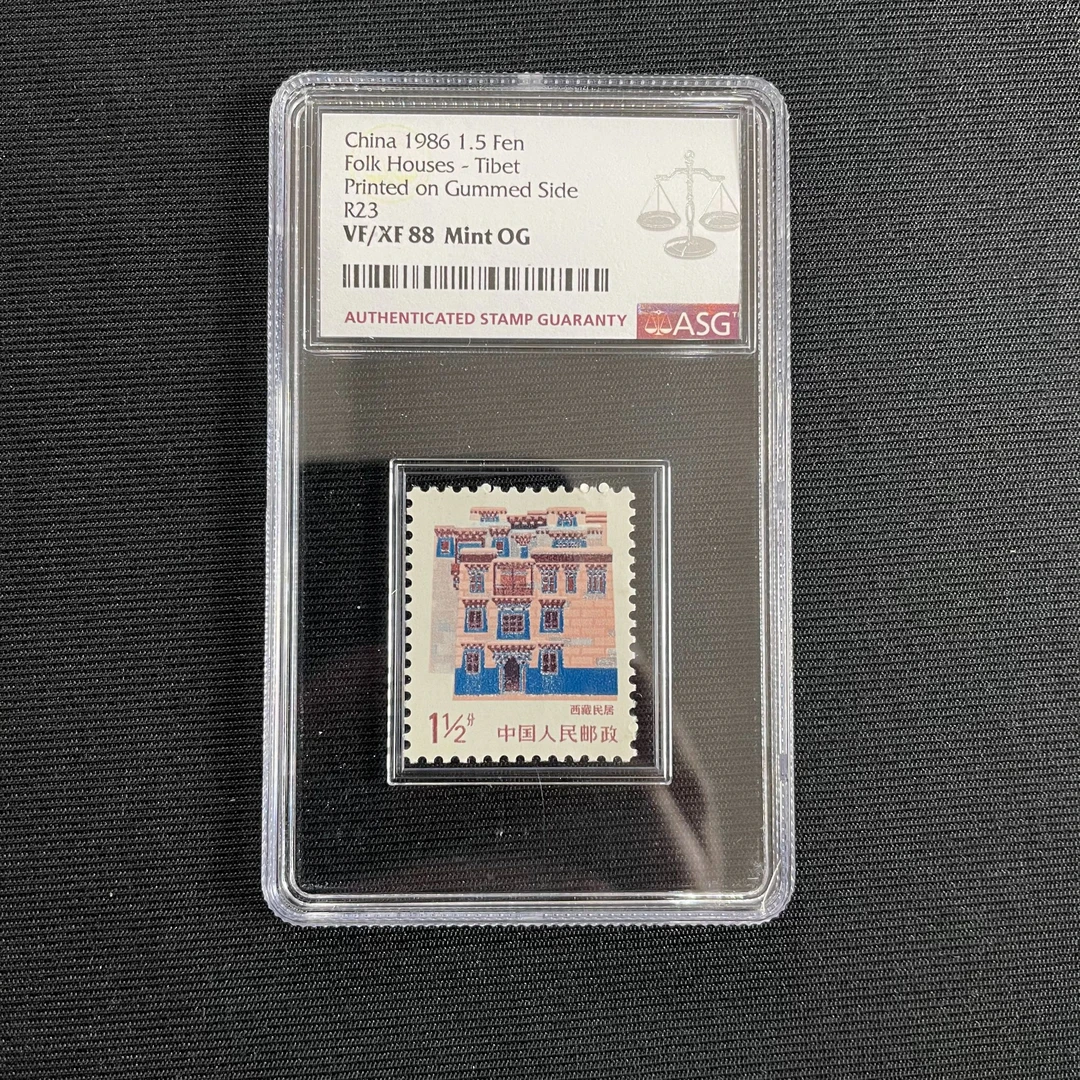 China 1986 1.5 Fen
Folk Houses - Tibet
Printed on Gummed Side
R23
VF/XF 88 Mint OG
AUTHENTICATED STAMP GUARANTY
ASG™
西藏民居
1½分 中国人民邮政